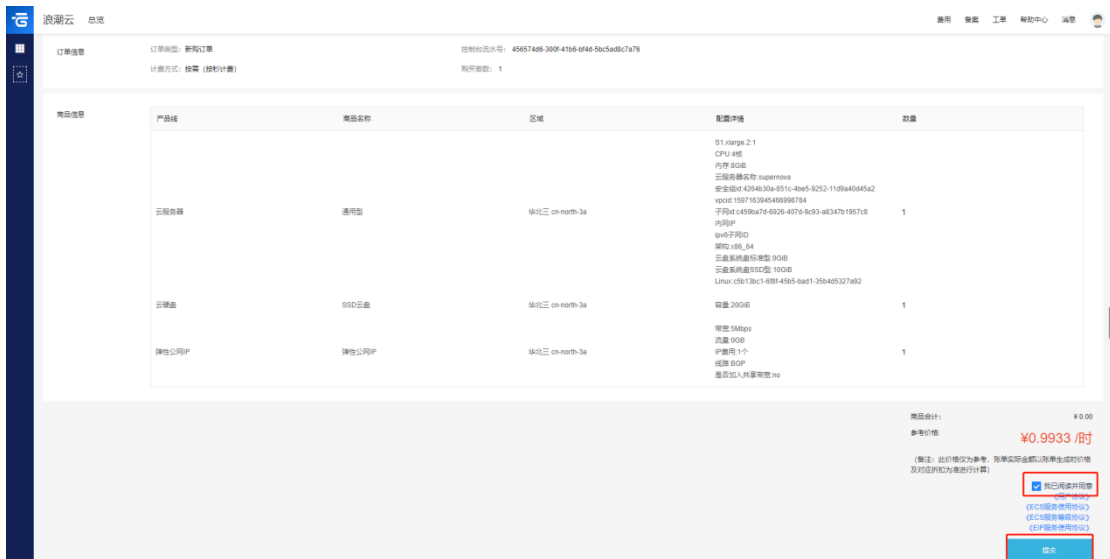 浪潮云 总览 费用 备案 工单 帮助中心 消息
订单信息 订单类型：新购订单 控制台流水号：456574d6-300f-41b6-bf4d-5bc5ad8c7a76
计费方式：按需（按秒计费） 购买套数：1
商品信息
产品线 商品名称 区域 配置详情 数量
S1.xlarge.2:1
CPU:4核
内存:8GiB
云服务器名称:supernova
安全组id:4264b30a-851c-4be5-9252-11d9a40d45a2
vpcid:1597163945466998784
云服务器 通用型 华北三 cn-north-3a 子网id:c459ba7d-6926-407d-9c93-a8347b1957c8 1
内网IP
ipv6子网ID
架构:x86_64
云盘系统盘标准型:0GiB
云盘系统盘SSD型:10GiB
Linux:c5b13bc1-6f8f-45b5-bad1-35b4d5327a92
云硬盘 SSD云盘 华北三 cn-north-3a 容量:20GiB 1
带宽:5Mbps
流量:0GB
弹性公网IP 弹性公网IP 华北三 cn-north-3a IP费用:1个 1
线路:BGP
是否加入共享带宽:no
商品合计： ¥0.00
参考价格: ¥0.9933 /时
（备注：此价格仅为参考，账单实际金额以账单生成时价格
及对应折扣为准进行计算）
我已阅读并同意
《用户协议》
《ECS服务使用协议》
《ECS服务等级协议》
《EIP服务使用协议》
提交